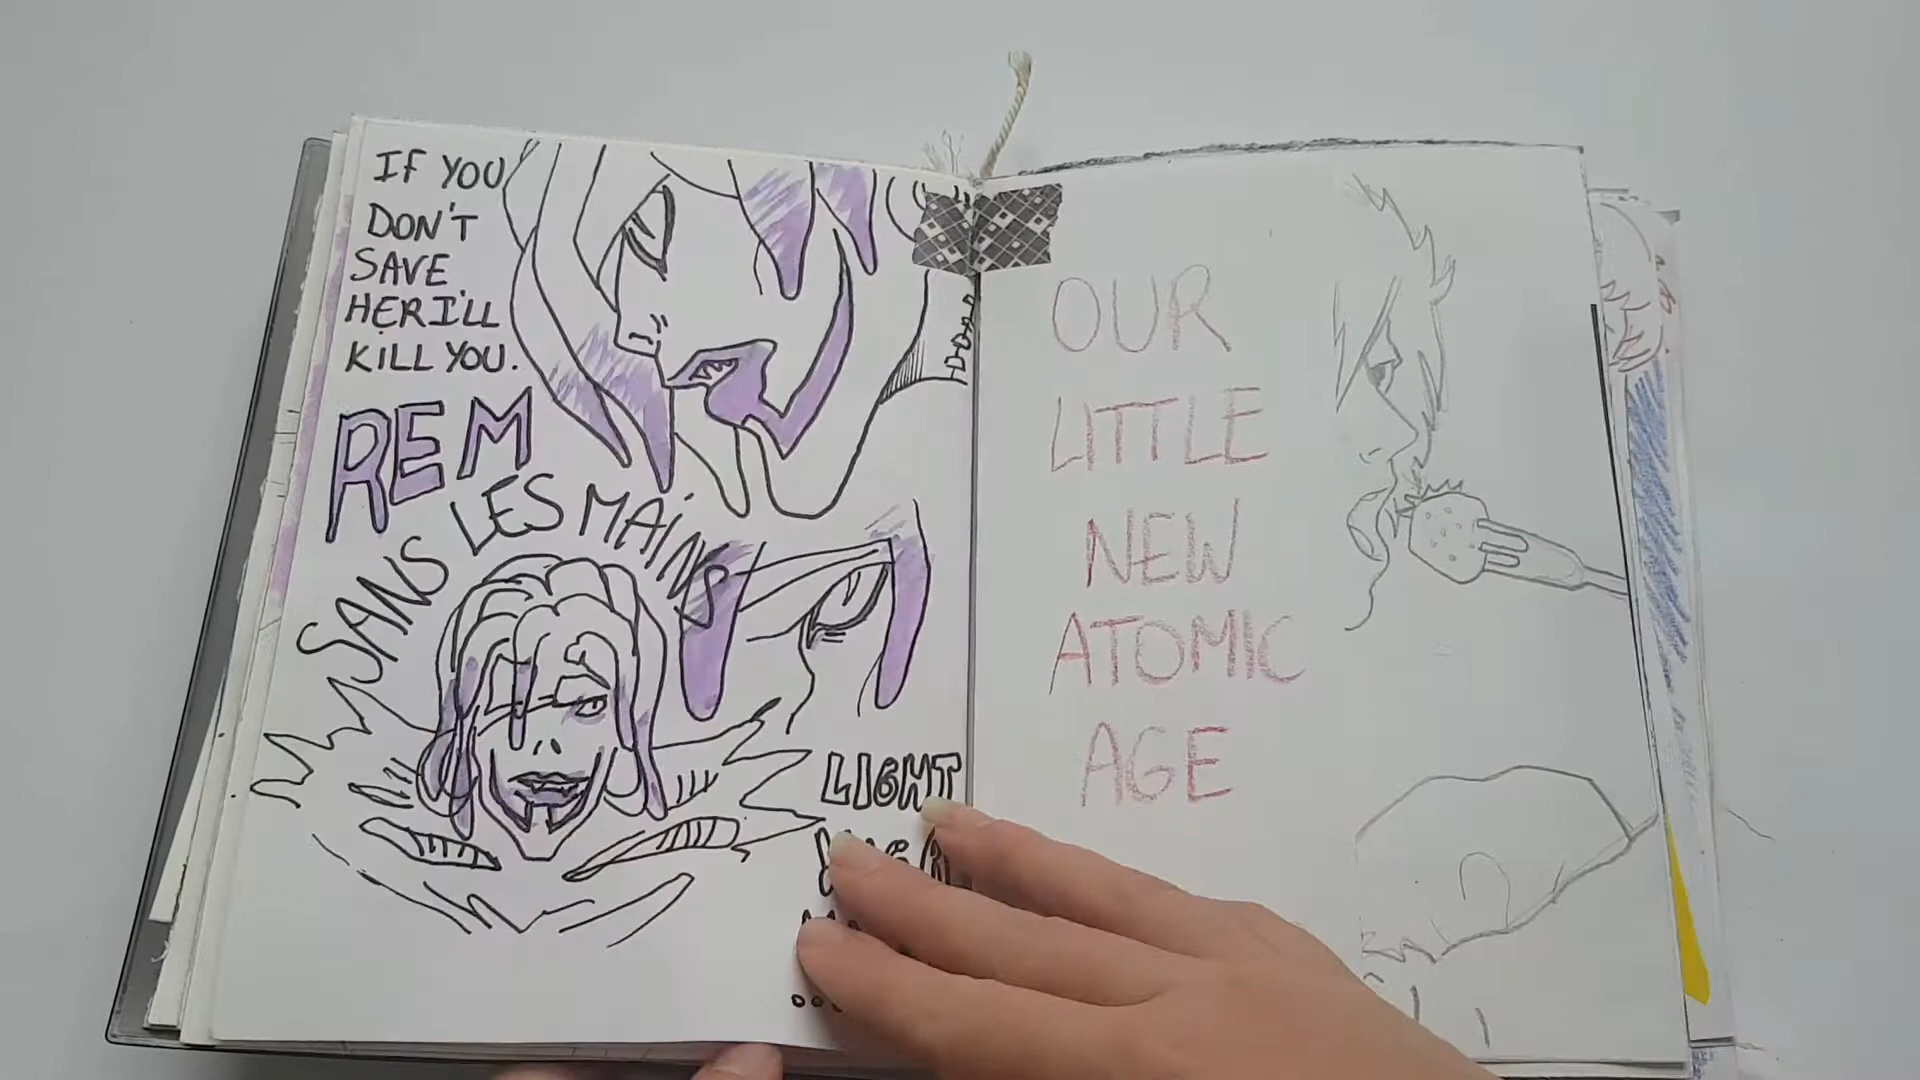 IF YOU
DON'T
SAVE
HER I'LL
KILL YOU.
REM
SANS LES MAINS
LIGHT
OUR
LITTLE
NEW
ATOMIC
AGE